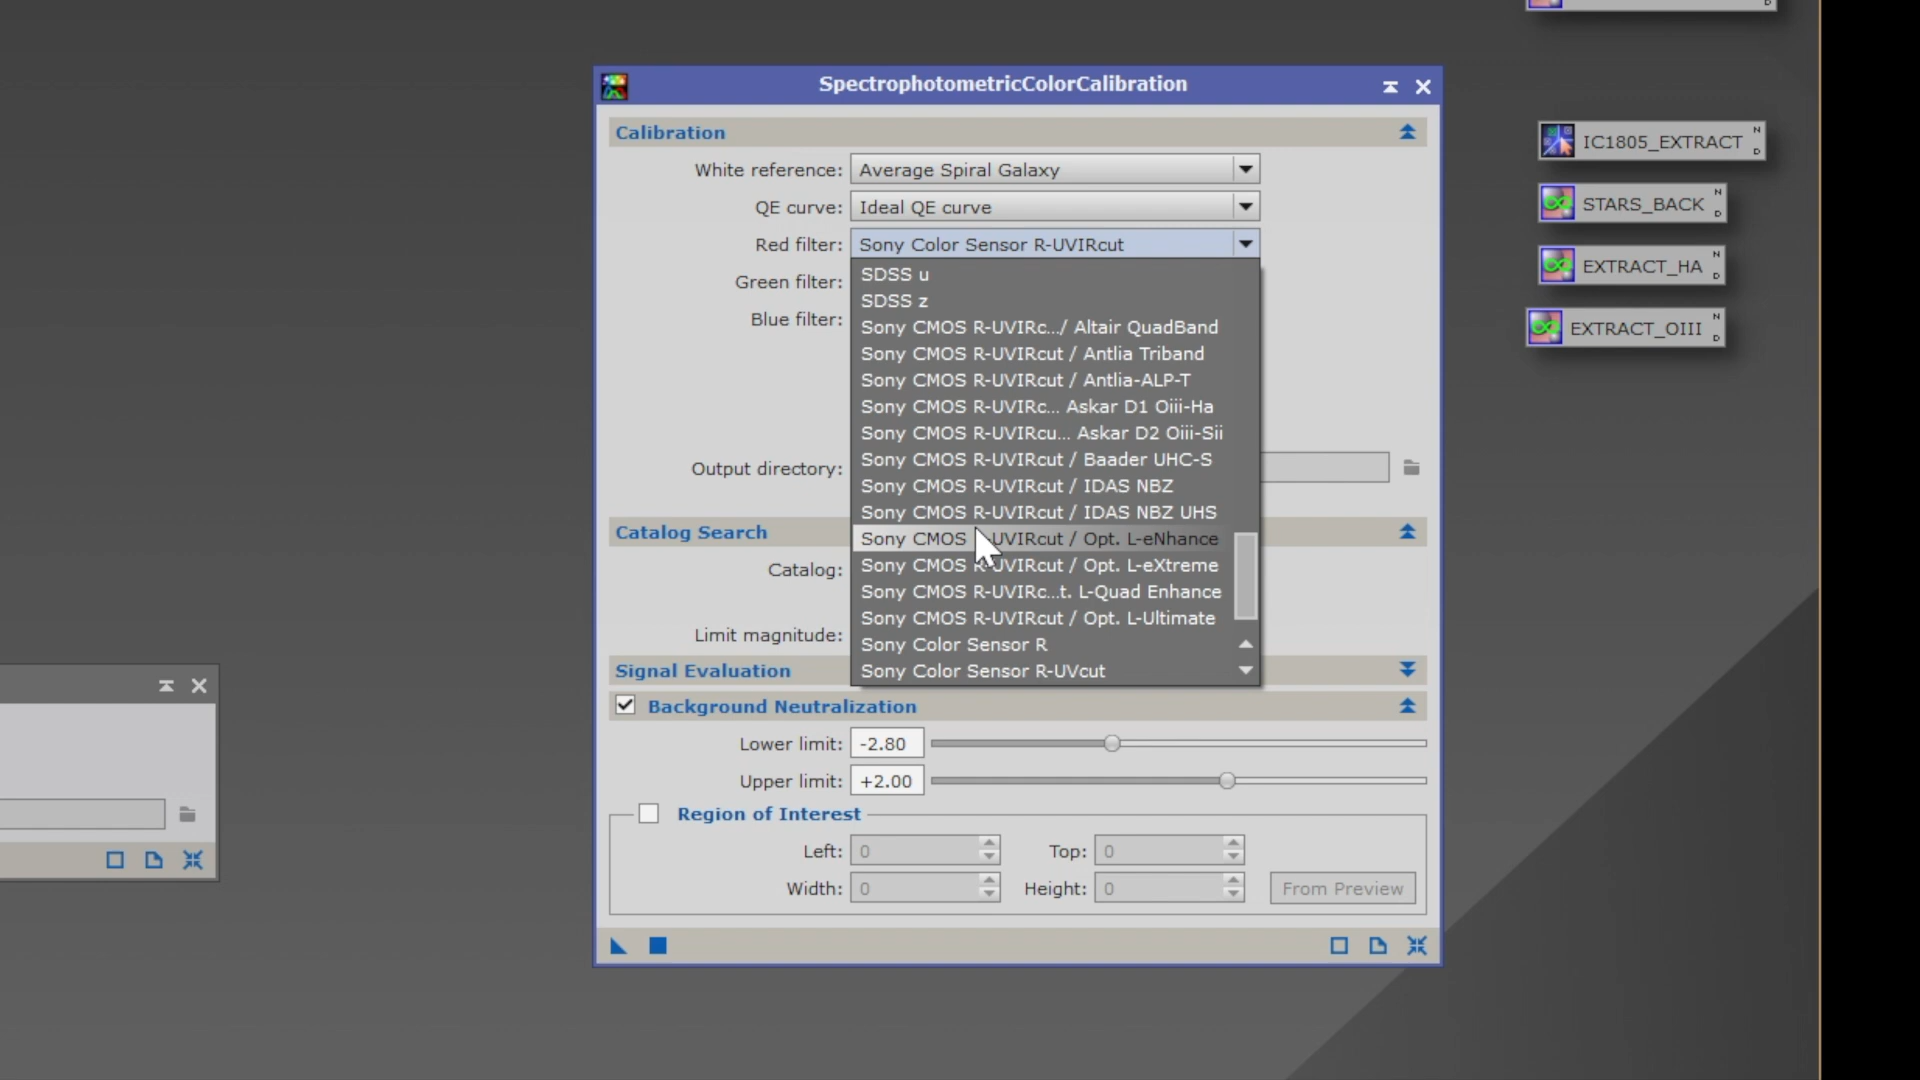 SpectrophotometricColorCalibration
Calibration
White reference: Average Spiral Galaxy
QE curve: Ideal QE curve
Red filter: Sony Color Sensor R-UVIRcut
Green filter:
Blue filter:
SDSS u
SDSS z
Sony CMOS R-UVIRc.../ Altair QuadBand
Sony CMOS R-UVIRcut / Antlia Triband
Sony CMOS R-UVIRcut / Antlia-ALP-T
Sony CMOS R-UVIRc... Askar D1 Oiii-Ha
Sony CMOS R-UVIRcu... Askar D2 Oiii-Sii
Sony CMOS R-UVIRcut / Baader UHC-S
Sony CMOS R-UVIRcut / IDAS NBZ
Sony CMOS R-UVIRcut / IDAS NBZ UHS
Sony CMOS R-UVIRcut / Opt. L-eNhance
Sony CMOS R-UVIRcut / Opt. L-eXtreme
Sony CMOS R-UVIRc...t. L-Quad Enhance
Sony CMOS R-UVIRcut / Opt. L-Ultimate
Sony Color Sensor R
Sony Color Sensor R-UVcut
Output directory:
Catalog Search
Catalog:
Limit magnitude:
Signal Evaluation
Background Neutralization
Lower limit: -2.80
Upper limit: +2.00
Region of Interest
Left: 0 Top: 0
Width: 0 Height: 0 From Preview
D
IC1805_EXTRACT N D
STARS_BACK N D
EXTRACT_HA N D
EXTRACT_OIII N D